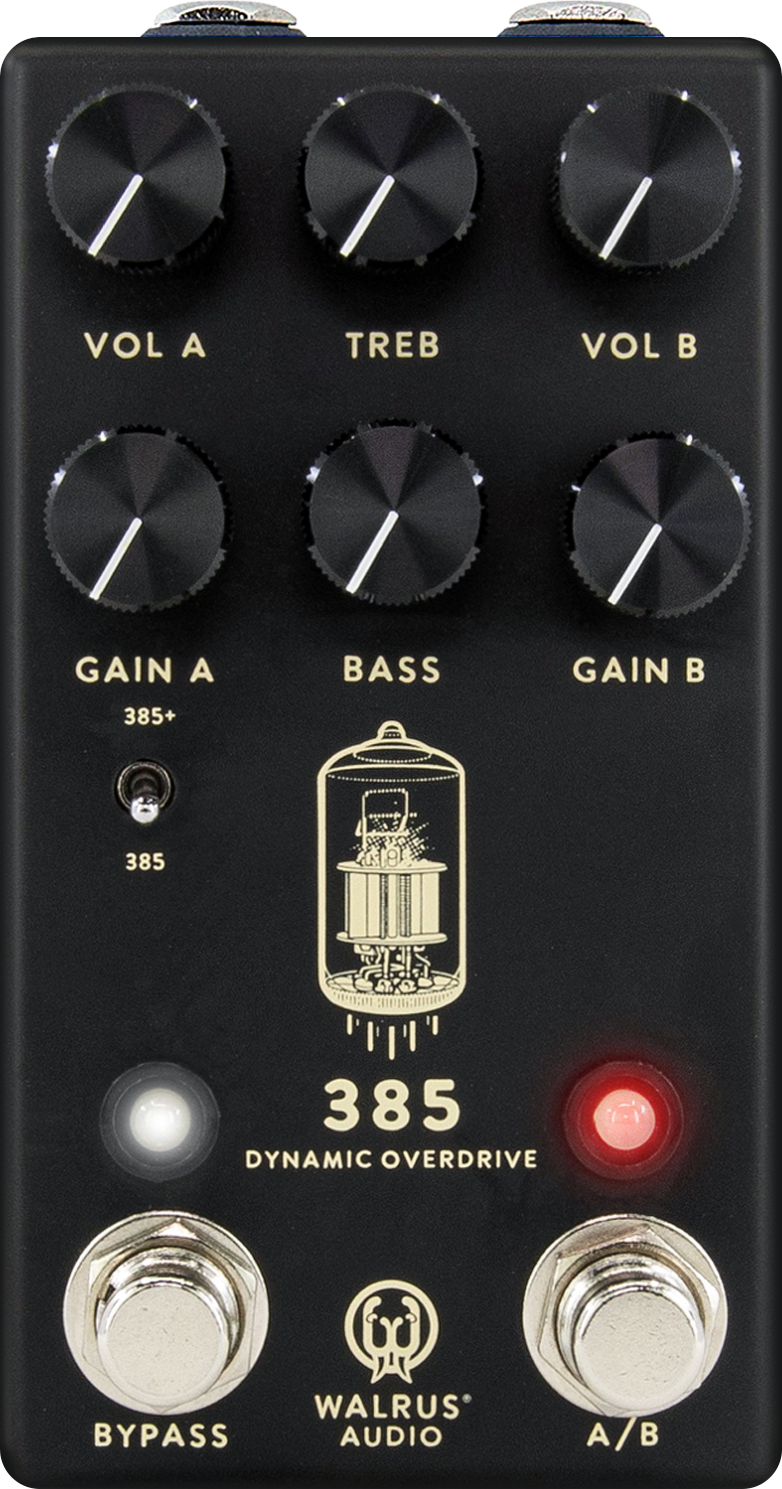 VOL A TREB VOL B
GAIN A BASS GAIN B
385+
385
385
DYNAMIC OVERDRIVE
WALRUS®
AUDIO
BYPASS A/B